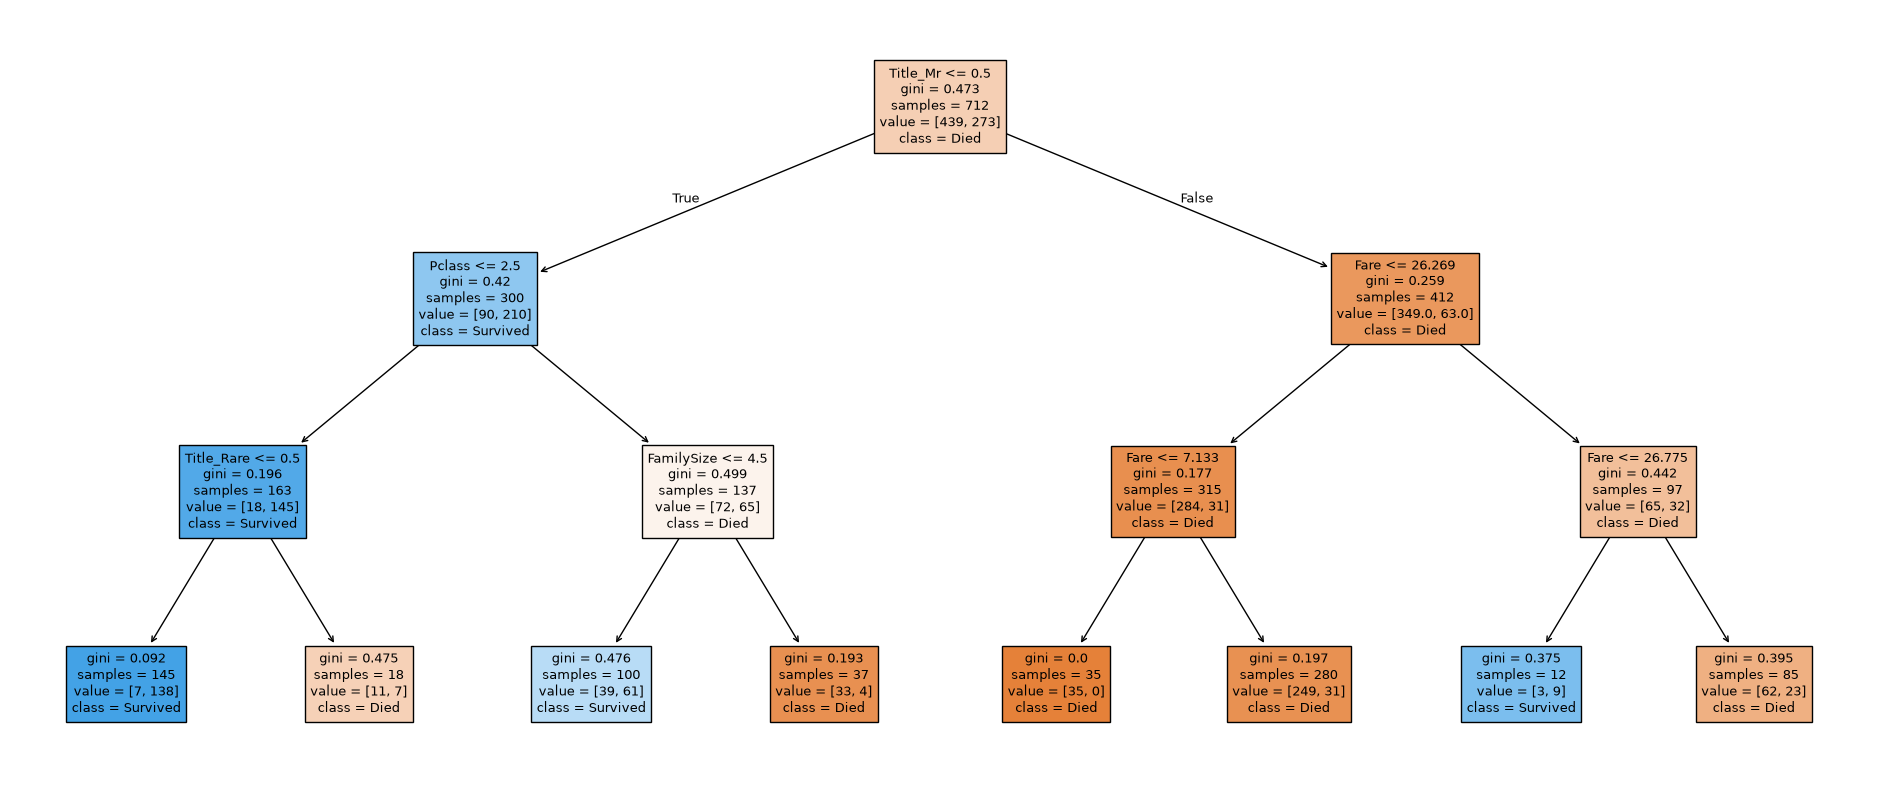 Title_Mr <= 0.5
gini = 0.473
samples = 712
value = [439, 273]
class = Died
True
False
Pclass <= 2.5
gini = 0.42
samples = 300
value = [90, 210]
class = Survived
Fare <= 26.269
gini = 0.259
samples = 412
value = [349.0, 63.0]
class = Died
Title_Rare <= 0.5
gini = 0.196
samples = 163
value = [18, 145]
class = Survived
FamilySize <= 4.5
gini = 0.499
samples = 137
value = [72, 65]
class = Died
Fare <= 7.133
gini = 0.177
samples = 315
value = [284, 31]
class = Died
Fare <= 26.775
gini = 0.442
samples = 97
value = [65, 32]
class = Died
gini = 0.092
samples = 145
value = [7, 138]
class = Survived
gini = 0.475
samples = 18
value = [11, 7]
class = Died
gini = 0.476
samples = 100
value = [39, 61]
class = Survived
gini = 0.193
samples = 37
value = [33, 4]
class = Died
gini = 0.0
samples = 35
value = [35, 0]
class = Died
gini = 0.197
samples = 280
value = [249, 31]
class = Died
gini = 0.375
samples = 12
value = [3, 9]
class = Survived
gini = 0.395
samples = 85
value = [62, 23]
class = Died